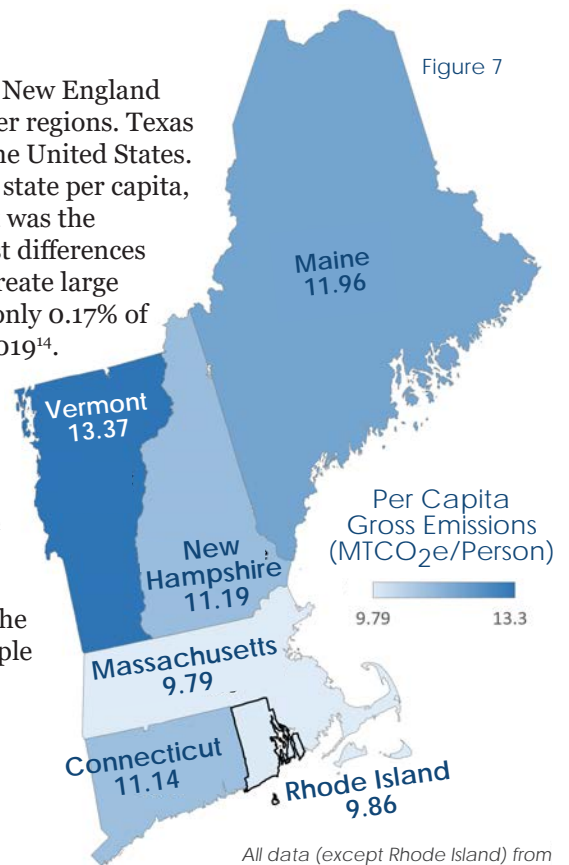 Figure 7
New England
er regions. Texas
ne United States.
state per capita,
was the
st differences
reate large
only 0.17% of
019¹⁴.
Maine
11.96
Vermont
13.37
New
Hampshire
11.19
Per Capita
Gross Emissions
(MTCO₂e/Person)
9.79 13.3
he
ple
Massachusetts
9.79
Connecticut
11.14
Rhode Island
9.86
All data (except Rhode Island) from